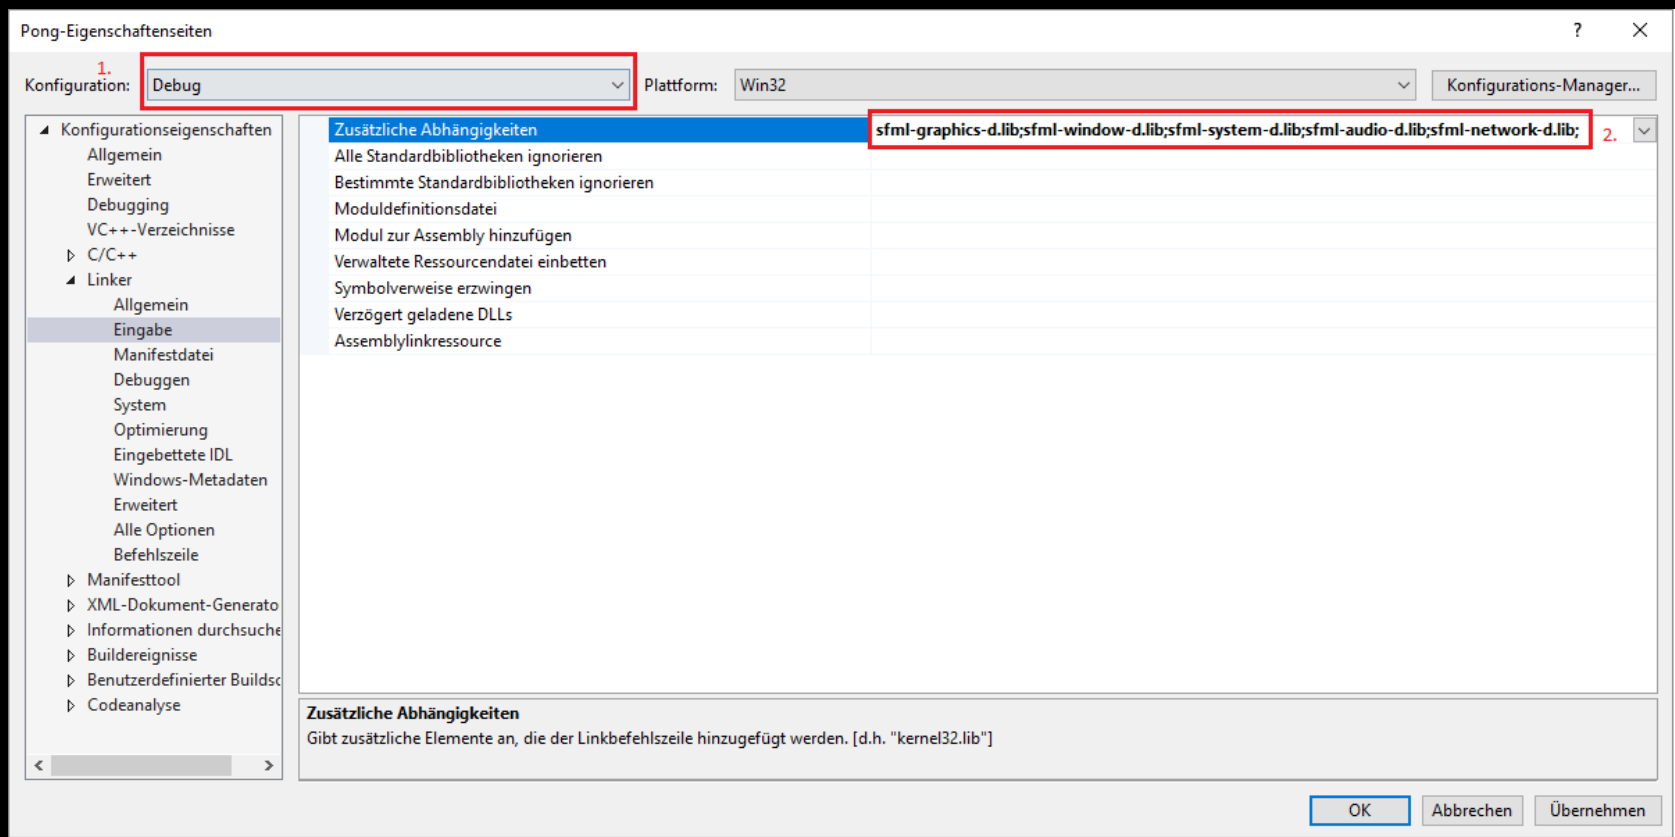 Pong-Eigenschaftenseiten
?
1.
Konfiguration: Debug Plattform: Win32 Konfigurations-Manager...
Konfigurationseigenschaften
Allgemein
Erweitert
Debugging
VC++-Verzeichnisse
C/C++
Linker
Allgemein
Eingabe
Manifestdatei
Debuggen
System
Optimierung
Eingebettete IDL
Windows-Metadaten
Erweitert
Alle Optionen
Befehlszeile
Manifesttool
XML-Dokument-Generato
Informationen durchsuche
Buildereignisse
Benutzerdefinierter Buildsc
Codeanalyse
Zusätzliche Abhängigkeiten sfml-graphics-d.lib;sfml-window-d.lib;sfml-system-d.lib;sfml-audio-d.lib;sfml-network-d.lib; 2.
Alle Standardbibliotheken ignorieren
Bestimmte Standardbibliotheken ignorieren
Moduldefinitionsdatei
Modul zur Assembly hinzufügen
Verwaltete Ressourcendatei einbetten
Symbolverweise erzwingen
Verzögert geladene DLLs
Assemblylinkressource
Zusätzliche Abhängigkeiten
Gibt zusätzliche Elemente an, die der Linkbefehlszeile hinzugefügt werden. [d.h. "kernel32.lib"]
OK Abbrechen Übernehmen